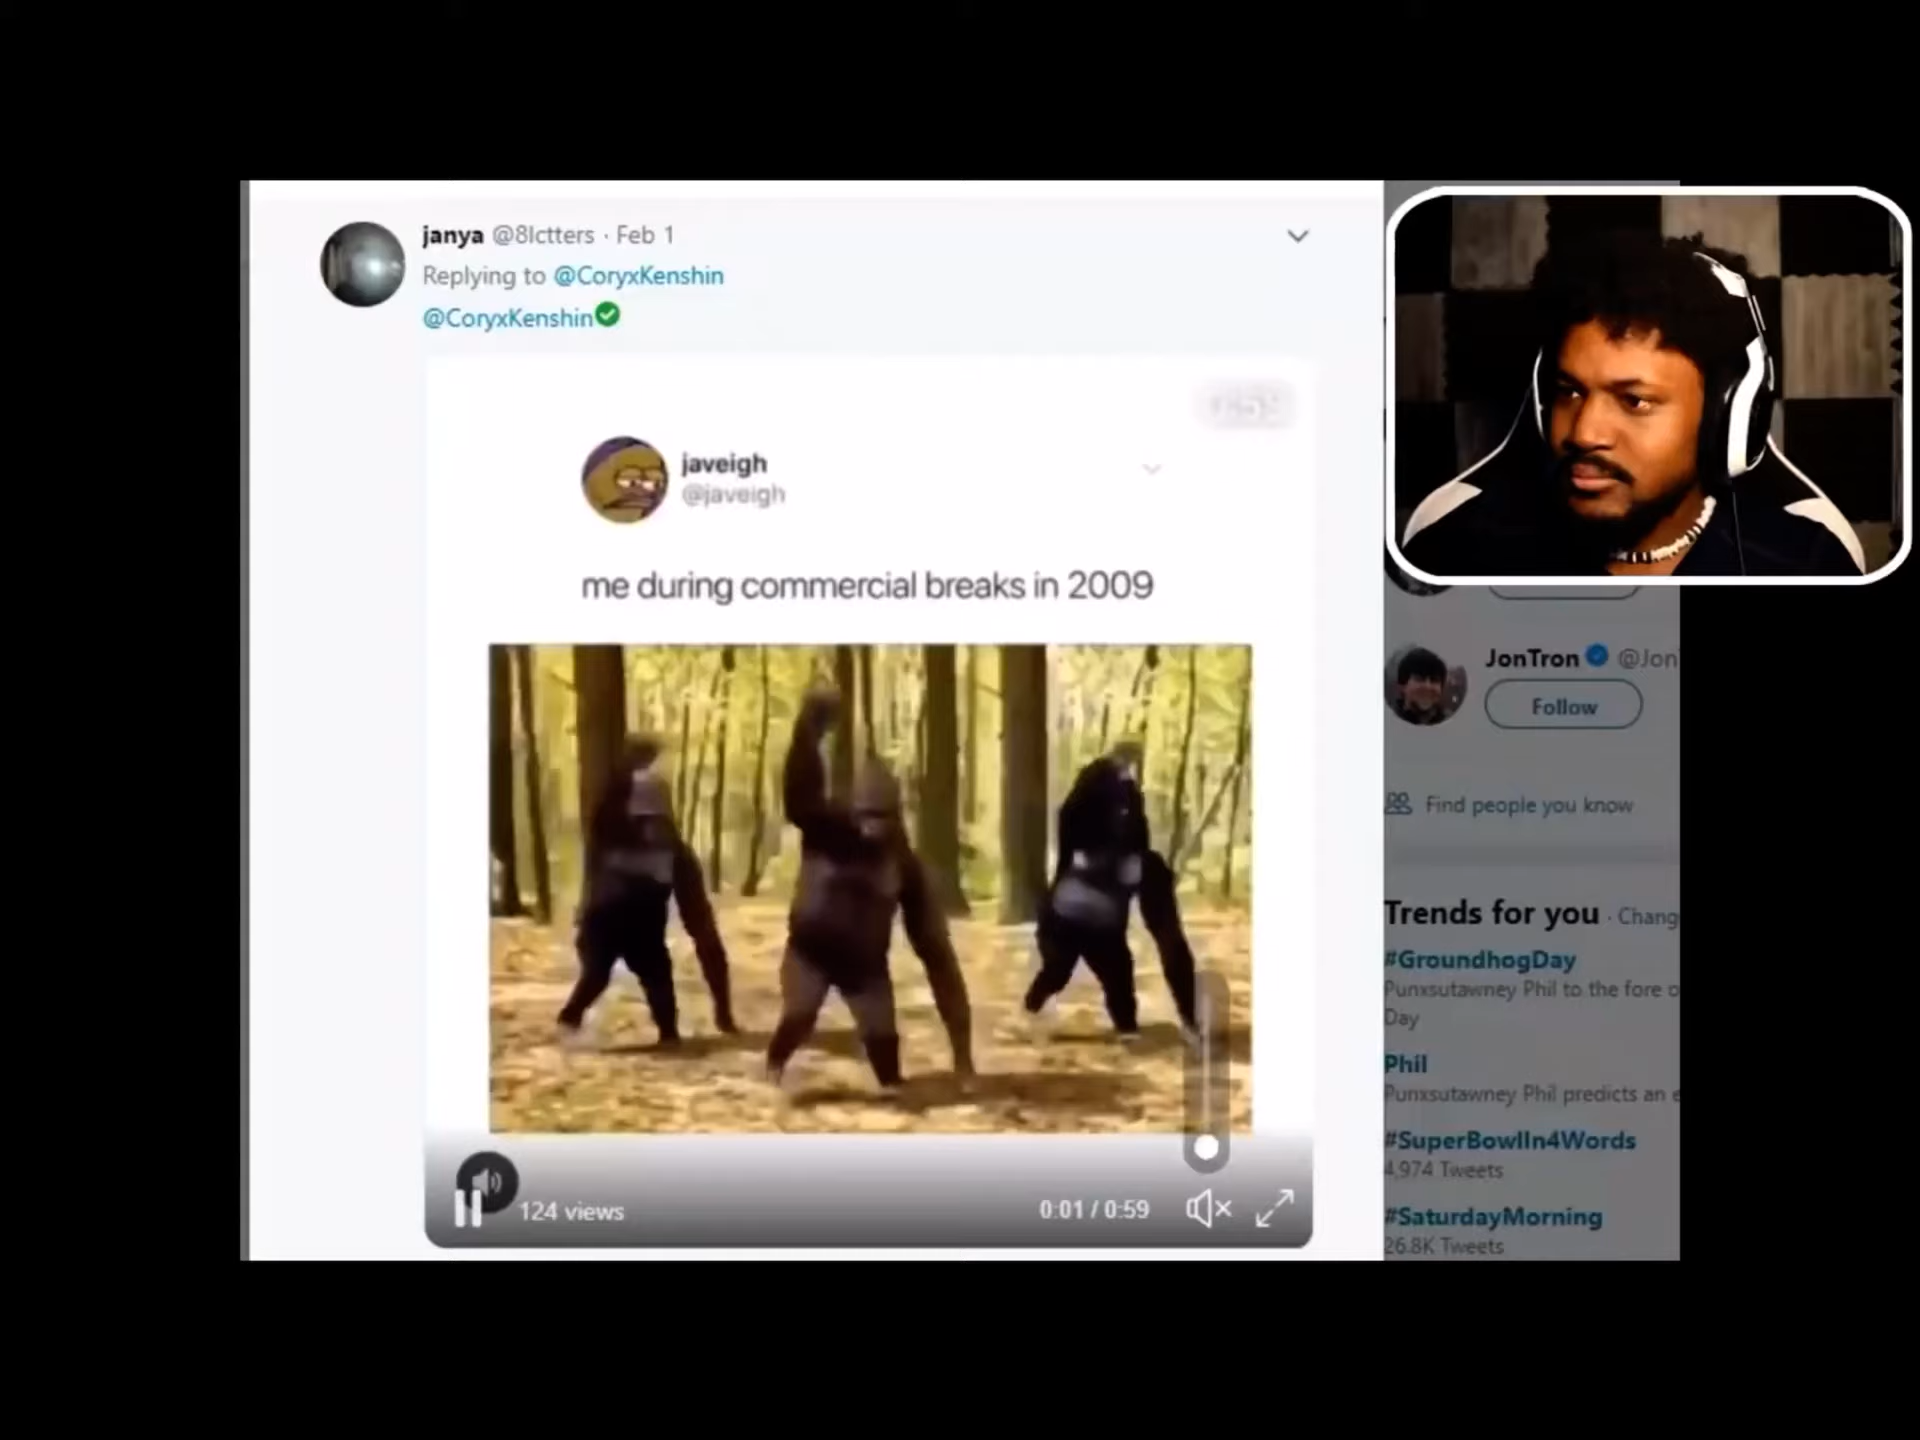 janya @8lctters · Feb 1
Replying to @CoryxKenshin
@CoryxKenshin
0:59
javeigh
@javeigh
me during commercial breaks in 2009
124 views
0:01 / 0:59
JonTron @Jon
Follow
Find people you know
Trends for you · Chang
#GroundhogDay
Punxsutawney Phil to the fore o
Day
Phil
Punxsutawney Phil predicts an e
#SuperBowlIn4Words
4,974 Tweets
#SaturdayMorning
26.8K Tweets